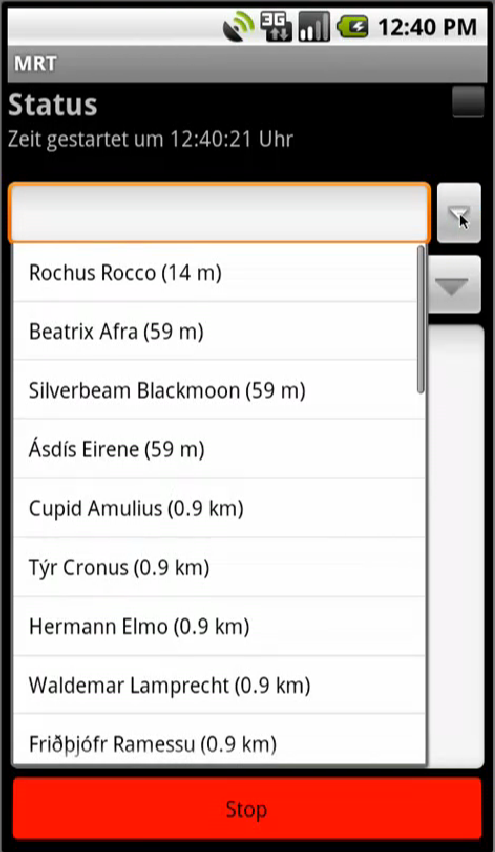 3G 12:40 PM
MRT
Status
Zeit gestartet um 12:40:21 Uhr
Rochus Rocco (14 m)
Beatrix Afra (59 m)
Silverbeam Blackmoon (59 m)
Ásdís Eirene (59 m)
Cupid Amulius (0.9 km)
Týr Cronus (0.9 km)
Hermann Elmo (0.9 km)
Waldemar Lamprecht (0.9 km)
Friðþjófr Ramessu (0.9 km)
Stop